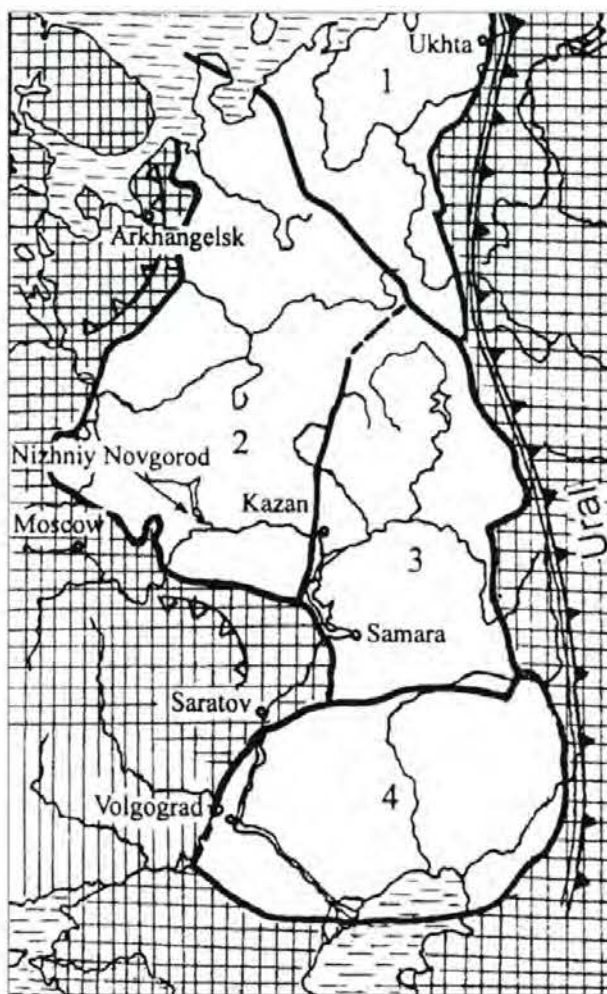 Ukhta
1
Arkhangelsk
2
Nizhniy Novgorod
Kazan
Moscow
Ural
3
Samara
Saratov
4
Volgograd